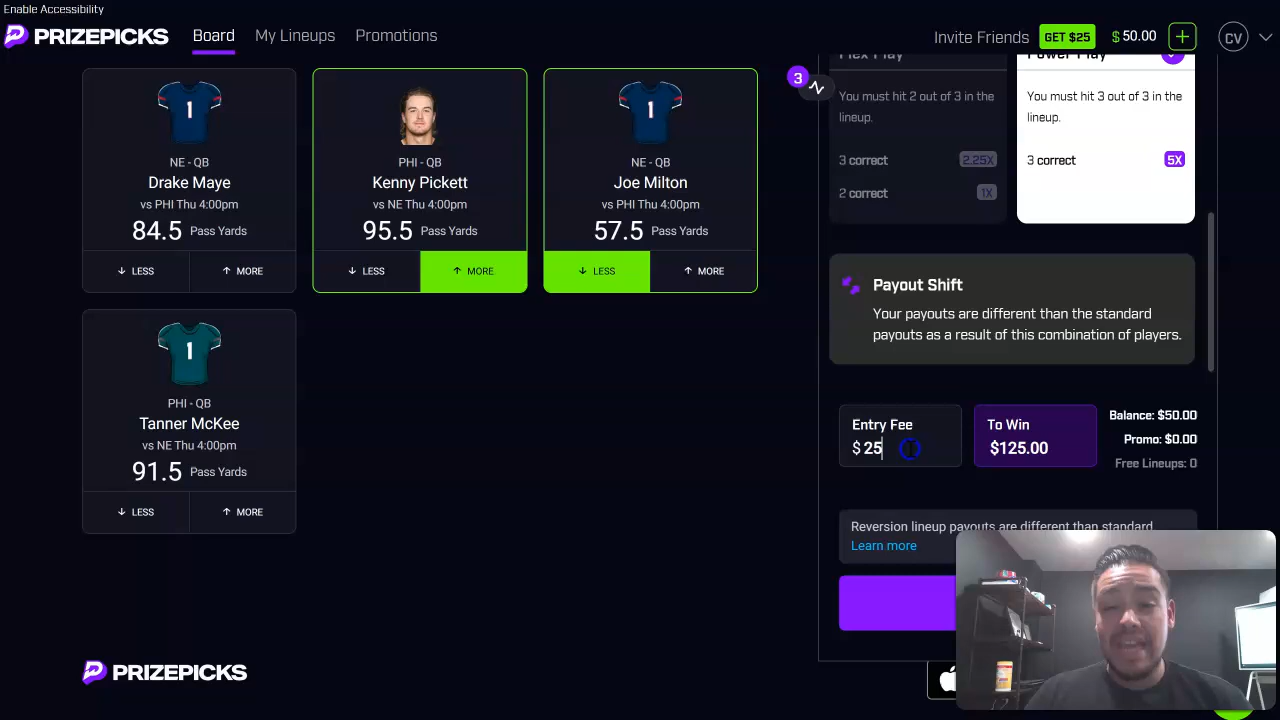 Enable Accessibility
PRIZEPICKS
Board
My Lineups
Promotions
Invite Friends
GET $25
$ 50.00
CV
1
NE - QB
Drake Maye
vs PHI Thu 4:00pm
84.5 Pass Yards
LESS
MORE
PHI - QB
Kenny Pickett
vs NE Thu 4:00pm
95.5 Pass Yards
LESS
MORE
1
NE - QB
Joe Milton
vs PHI Thu 4:00pm
57.5 Pass Yards
LESS
MORE
1
PHI - QB
Tanner McKee
vs NE Thu 4:00pm
91.5 Pass Yards
LESS
MORE
3
Flex Play
You must hit 2 out of 3 in the
lineup.
3 correct 2.25X
2 correct 1X
Power Play
You must hit 3 out of 3 in the
lineup.
3 correct 5X
Payout Shift
Your payouts are different than the standard
payouts as a result of this combination of players.
Entry Fee
$ 25
To Win
$125.00
Balance: $50.00
Promo: $0.00
Free Lineups: 0
Reversion lineup payouts are different than standard.
Learn more
PRIZEPICKS